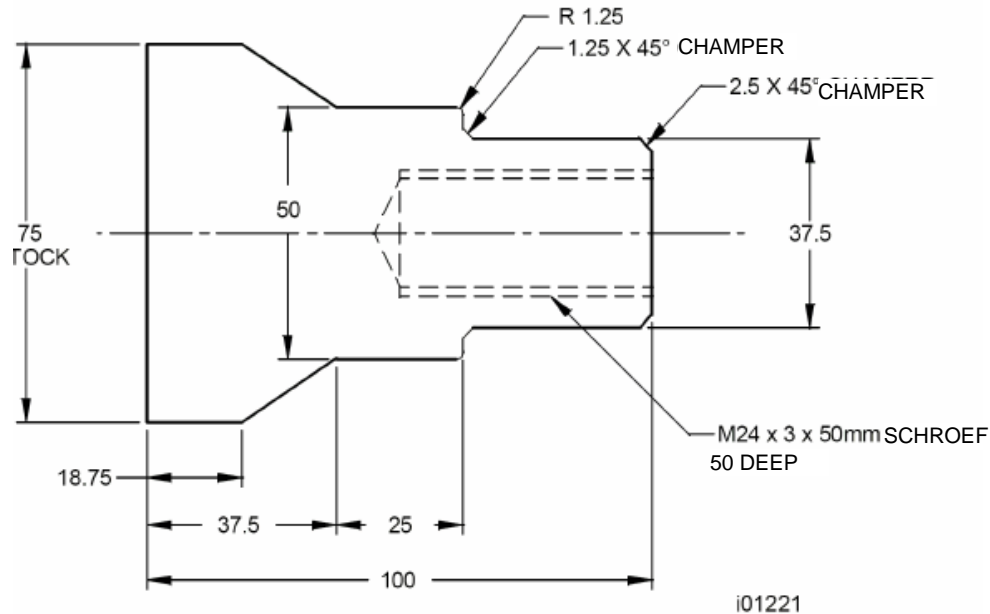 R 1.25
1.25 X 45° CHAMPER
2.5 X 45°
CHAMPER
50
75
TOCK
37.5
M24 x 3 x 50mm SCHROEF
50 DEEP
18.75
37.5
25
100
i01221